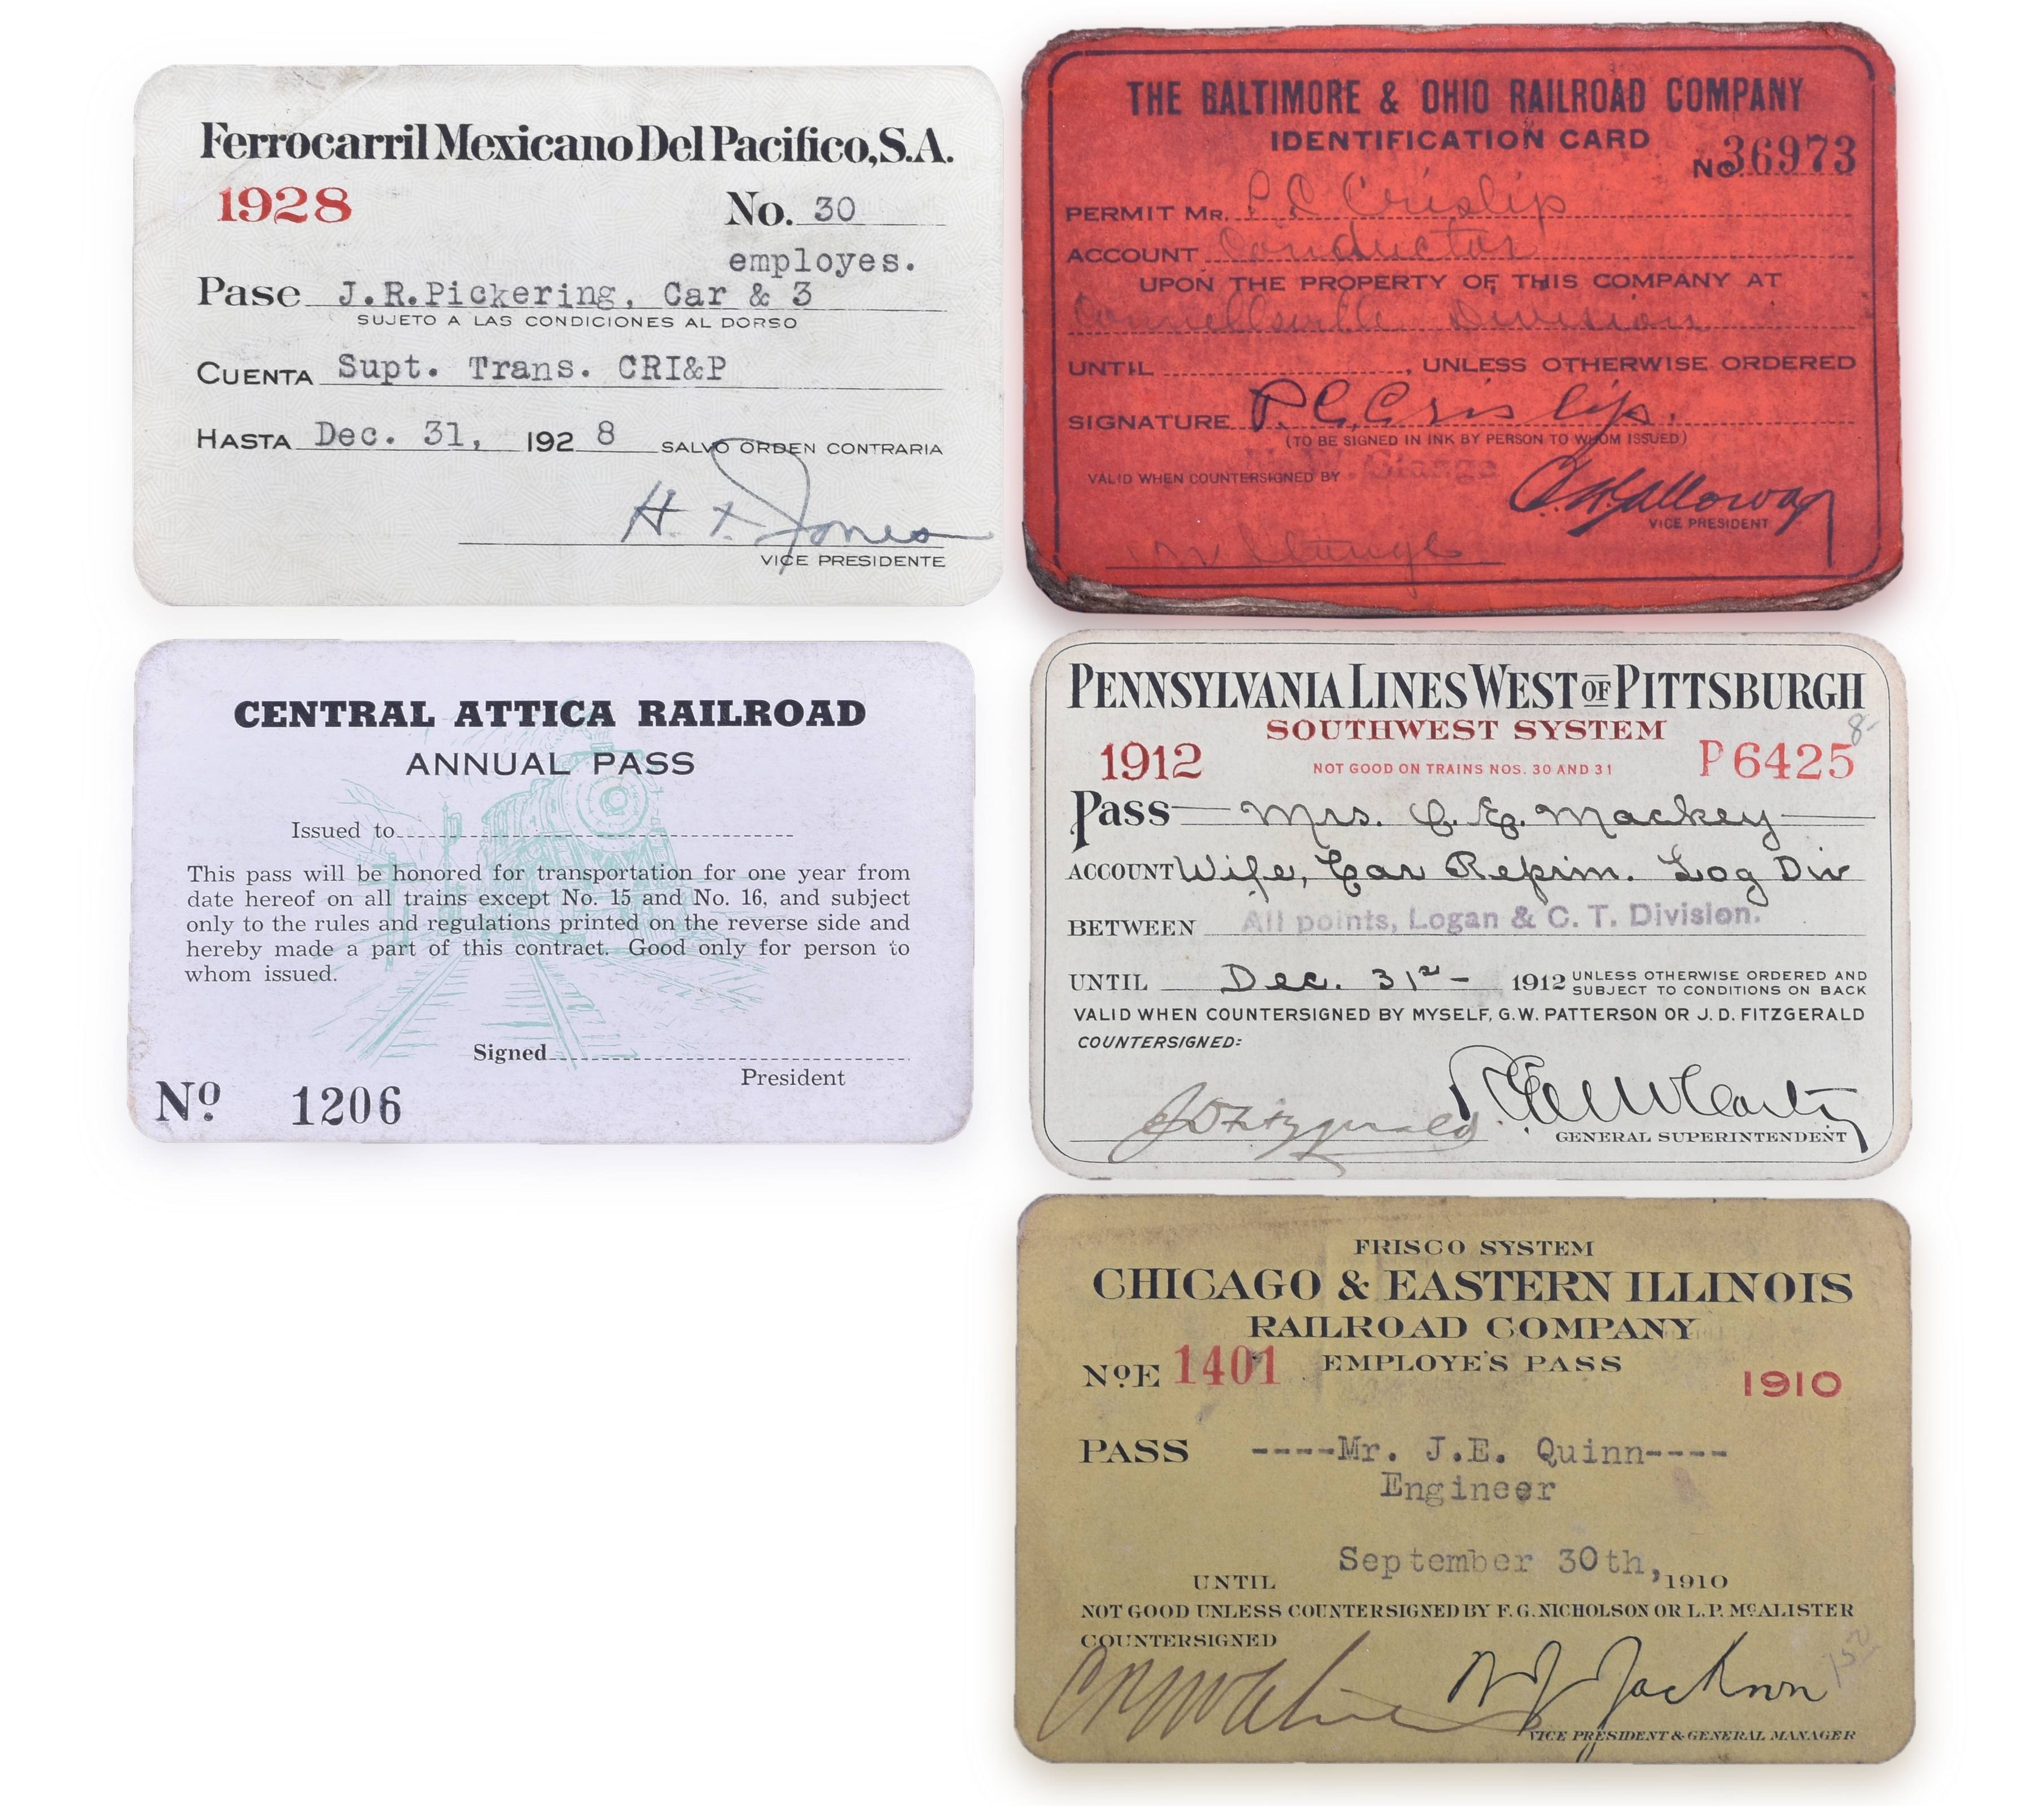 Ferrocarril Mexicano Del Pacifico, S.A.
1928 No. 30
employes.
Pase J.R.Pickering, Car & 3
SUJETO A LAS CONDICIONES AL DORSO
CUENTA Supt. Trans. CRI&P
HASTA Dec. 31, 1928 SALVO ORDEN CONTRARIA
H. F. Jones
VICE PRESIDENTE
THE BALTIMORE & OHIO RAILROAD COMPANY
IDENTIFICATION CARD
No. 36973
PERMIT MR. P. C. Crislip
ACCOUNT Conductor
UPON THE PROPERTY OF THIS COMPANY AT
Connellsville Division
UNTIL , UNLESS OTHERWISE ORDERED
SIGNATURE P. C. Crislip.
(TO BE SIGNED IN INK BY PERSON TO WHOM ISSUED)
VALID WHEN COUNTERSIGNED BY
C. W. Galloway
VICE PRESIDENT
CENTRAL ATTICA RAILROAD
ANNUAL PASS
Issued to
This pass will be honored for transportation for one year from
date hereof on all trains except No. 15 and No. 16, and subject
only to the rules and regulations printed on the reverse side and
hereby made a part of this contract. Good only for person to
whom issued.
Signed
President
Nº 1206
PENNSYLVANIA LINES WEST OF PITTSBURGH
SOUTHWEST SYSTEM
8-
1912 NOT GOOD ON TRAINS NOS. 30 AND 31 P6425
Pass Mrs. C. E. Mackey
ACCOUNT Wife, Car Reprm. Log Div
BETWEEN All points, Logan & C. T. Division.
UNTIL Dec. 31st 1912 UNLESS OTHERWISE ORDERED AND
SUBJECT TO CONDITIONS ON BACK
VALID WHEN COUNTERSIGNED BY MYSELF, G.W. PATTERSON OR J.D. FITZGERALD
COUNTERSIGNED:
J D Fitzgerald
GENERAL SUPERINTENDENT
FRISCO SYSTEM
CHICAGO & EASTERN ILLINOIS
RAILROAD COMPANY
NºE 1401 EMPLOYE'S PASS 1910
PASS ----Mr. J.E. Quinn----
Engineer
September 30th,
UNTIL 1910
NOT GOOD UNLESS COUNTERSIGNED BY F.G. NICHOLSON OR L.P. McALISTER
COUNTERSIGNED
W J Jackson
VICE PRESIDENT & GENERAL MANAGER